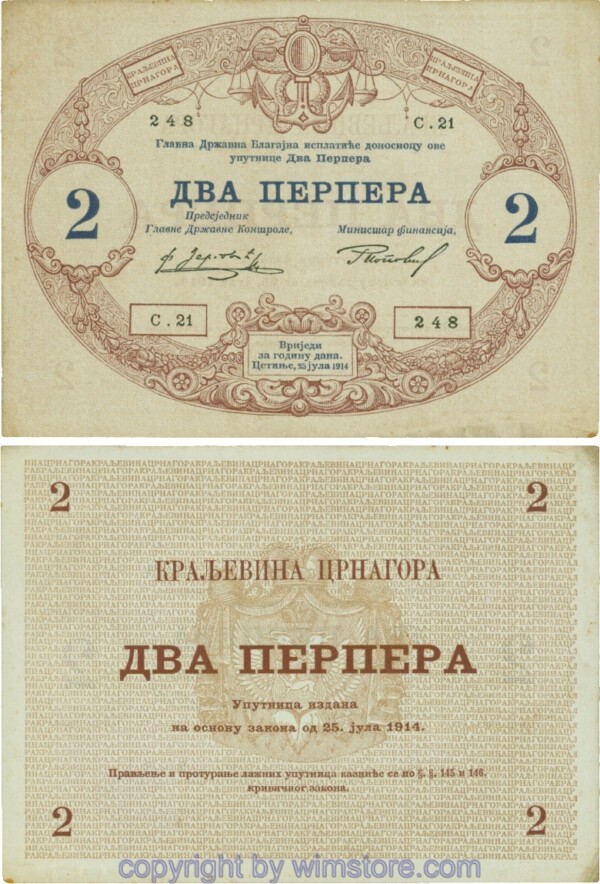 КРАЉЕВИНА ЦРНАГОРА
КРАЉЕВИНА ЦРНАГОРА
248 C.21
Главна Државна Благајна исплатиће доносиоцу ове
упутнице Два Перпера
2 ДВА ПЕРПЕРА 2
Предсједник
Главне Државне Контроле, Министар финансија,
C.21 248
Вриједи
за годину дана.
Цетиње, 25 јула 1914
2 2
КРАЉЕВИНА ЦРНАГОРА
ДВА ПЕРПЕРА
Упутница издана
на основу закона од 25. јула 1914.
Прављење и протурање лажних упутница казниће се по §. §. 145 и 146.
кривичног закона.
2 2
copyright by wimstore.com